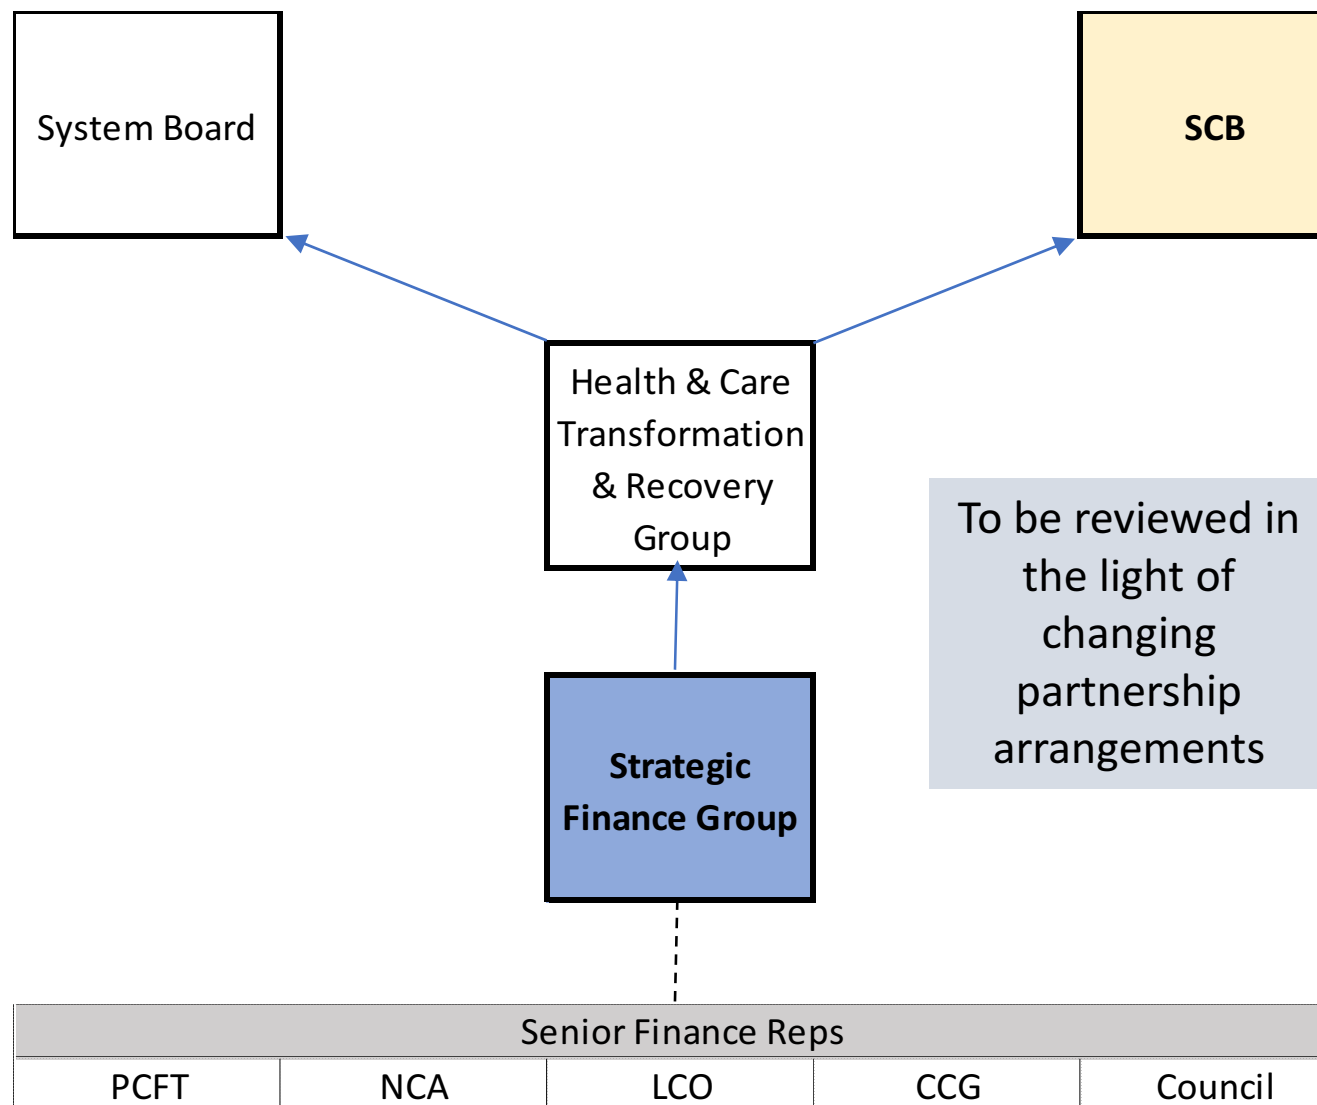 System Board
SCB
Health & Care
Transformation
& Recovery
Group
To be reviewed in
the light of
changing
partnership
arrangements
Strategic
Finance Group
Senior Finance Reps
PCFT NCA LCO CCG Council